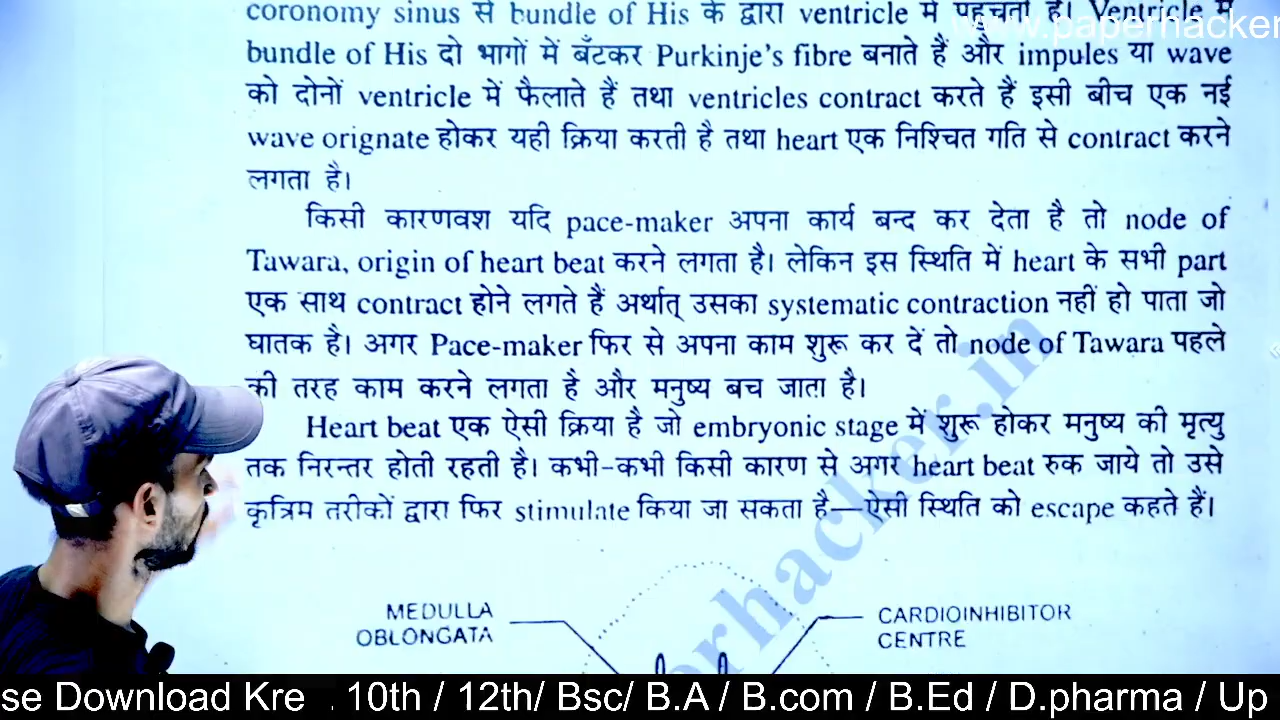 coronomy sinus से bundle of His के द्वारा ventricle में पहुचता है। Ventricle में
www.paperhacker
bundle of His दो भागों में बँटकर Purkinje's fibre बनाते हैं और impules या wave
को दोनों ventricle में फैलाते हैं तथा ventricles contract करते हैं इसी बीच एक नई
wave orignate होकर यही क्रिया करती है तथा heart एक निश्चित गति से contract करने
लगता है।
किसी कारणवश यदि pace-maker अपना कार्य बन्द कर देता है तो node of
Tawara, origin of heart beat करने लगता है। लेकिन इस स्थिति में heart के सभी part
एक साथ contract होने लगते हैं अर्थात् उसका systematic contraction नहीं हो पाता जो
घातक है। अगर Pace-maker फिर से अपना काम शुरू कर दें तो node of Tawara पहले
की तरह काम करने लगता है और मनुष्य बच जाता है।
Heart beat एक ऐसी क्रिया है जो embryonic stage में शुरू होकर मनुष्य की मृत्यु
तक निरन्तर होती रहती है। कभी-कभी किसी कारण से अगर heart beat रुक जाये तो उसे
कृत्रिम तरीकों द्वारा फिर stimulate किया जा सकता है—ऐसी स्थिति को escape कहते हैं।
erhacker.in
MEDULLA
OBLONGATA
CARDIOINHIBITOR
CENTRE
se Download Kre . 10th / 12th/ Bsc/ B.A / B.com / B.Ed / D.pharma / Up